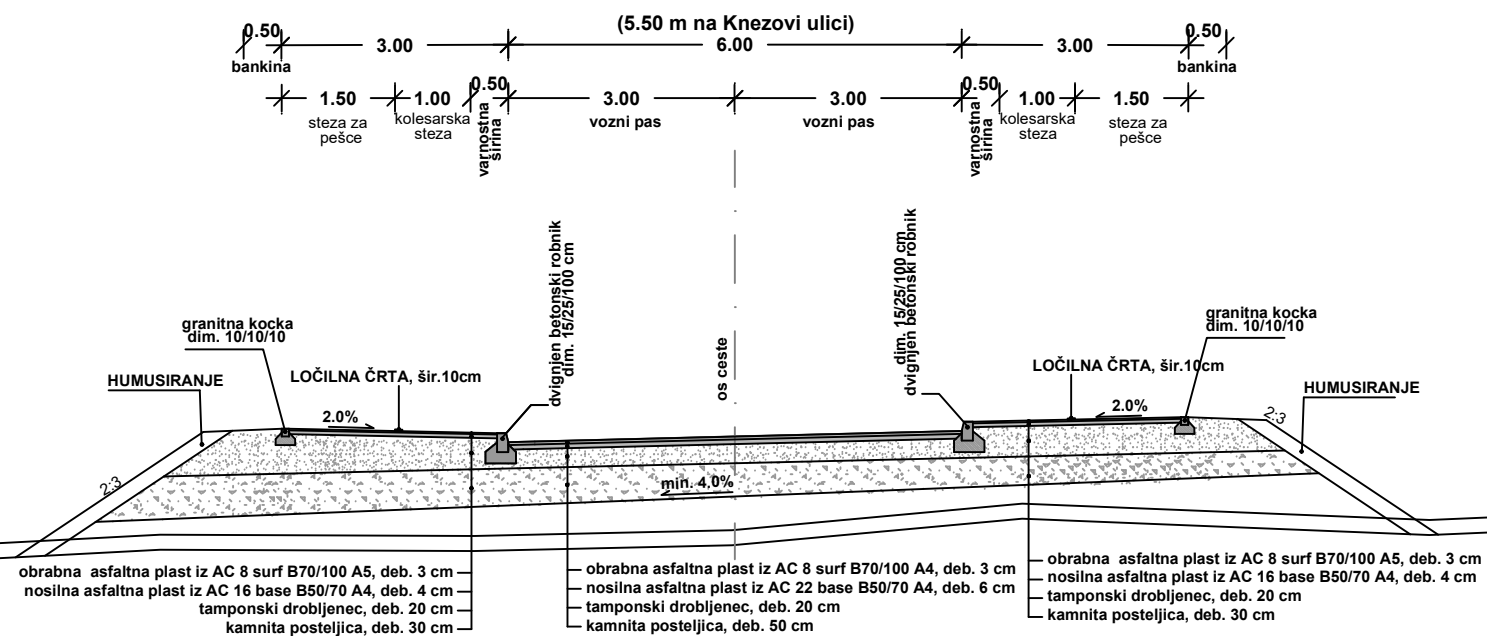 (5.50 m na Knezovi ulici)
0.50
3.00
6.00
3.00
0.50
bankina
bankina
1.50
1.00
0.50
3.00
3.00
0.50
1.00
1.50
steza za
pešce
kolesarska
steza
varnostna
širina
vozni pas
vozni pas
varnostna
širina
kolesarska
steza
steza za
pešce
granitna kocka
dim. 10/10/10
HUMUSIRANJE
LOČILNA ČRTA, šir.10cm
2.0%
dvignjen betonski robnik
dim. 15/25/100 cm
os ceste
dim. 15/25/100 cm
dvignjen betonski robnik
granitna kocka
dim. 10/10/10
LOČILNA ČRTA, šir.10cm
2.0%
HUMUSIRANJE
2:3
2:3
min. 4.0%
obrabna asfaltna plast iz AC 8 surf B70/100 A5, deb. 3 cm
nosilna asfaltna plast iz AC 16 base B50/70 A4, deb. 4 cm
tamponski drobljenec, deb. 20 cm
kamnita posteljica, deb. 30 cm
obrabna asfaltna plast iz AC 8 surf B70/100 A4, deb. 3 cm
nosilna asfaltna plast iz AC 22 base B50/70 A4, deb. 6 cm
tamponski drobljenec, deb. 20 cm
kamnita posteljica, deb. 50 cm
obrabna asfaltna plast iz AC 8 surf B70/100 A5, deb. 3 cm
nosilna asfaltna plast iz AC 16 base B50/70 A4, deb. 4 cm
tamponski drobljenec, deb. 20 cm
kamnita posteljica, deb. 30 cm